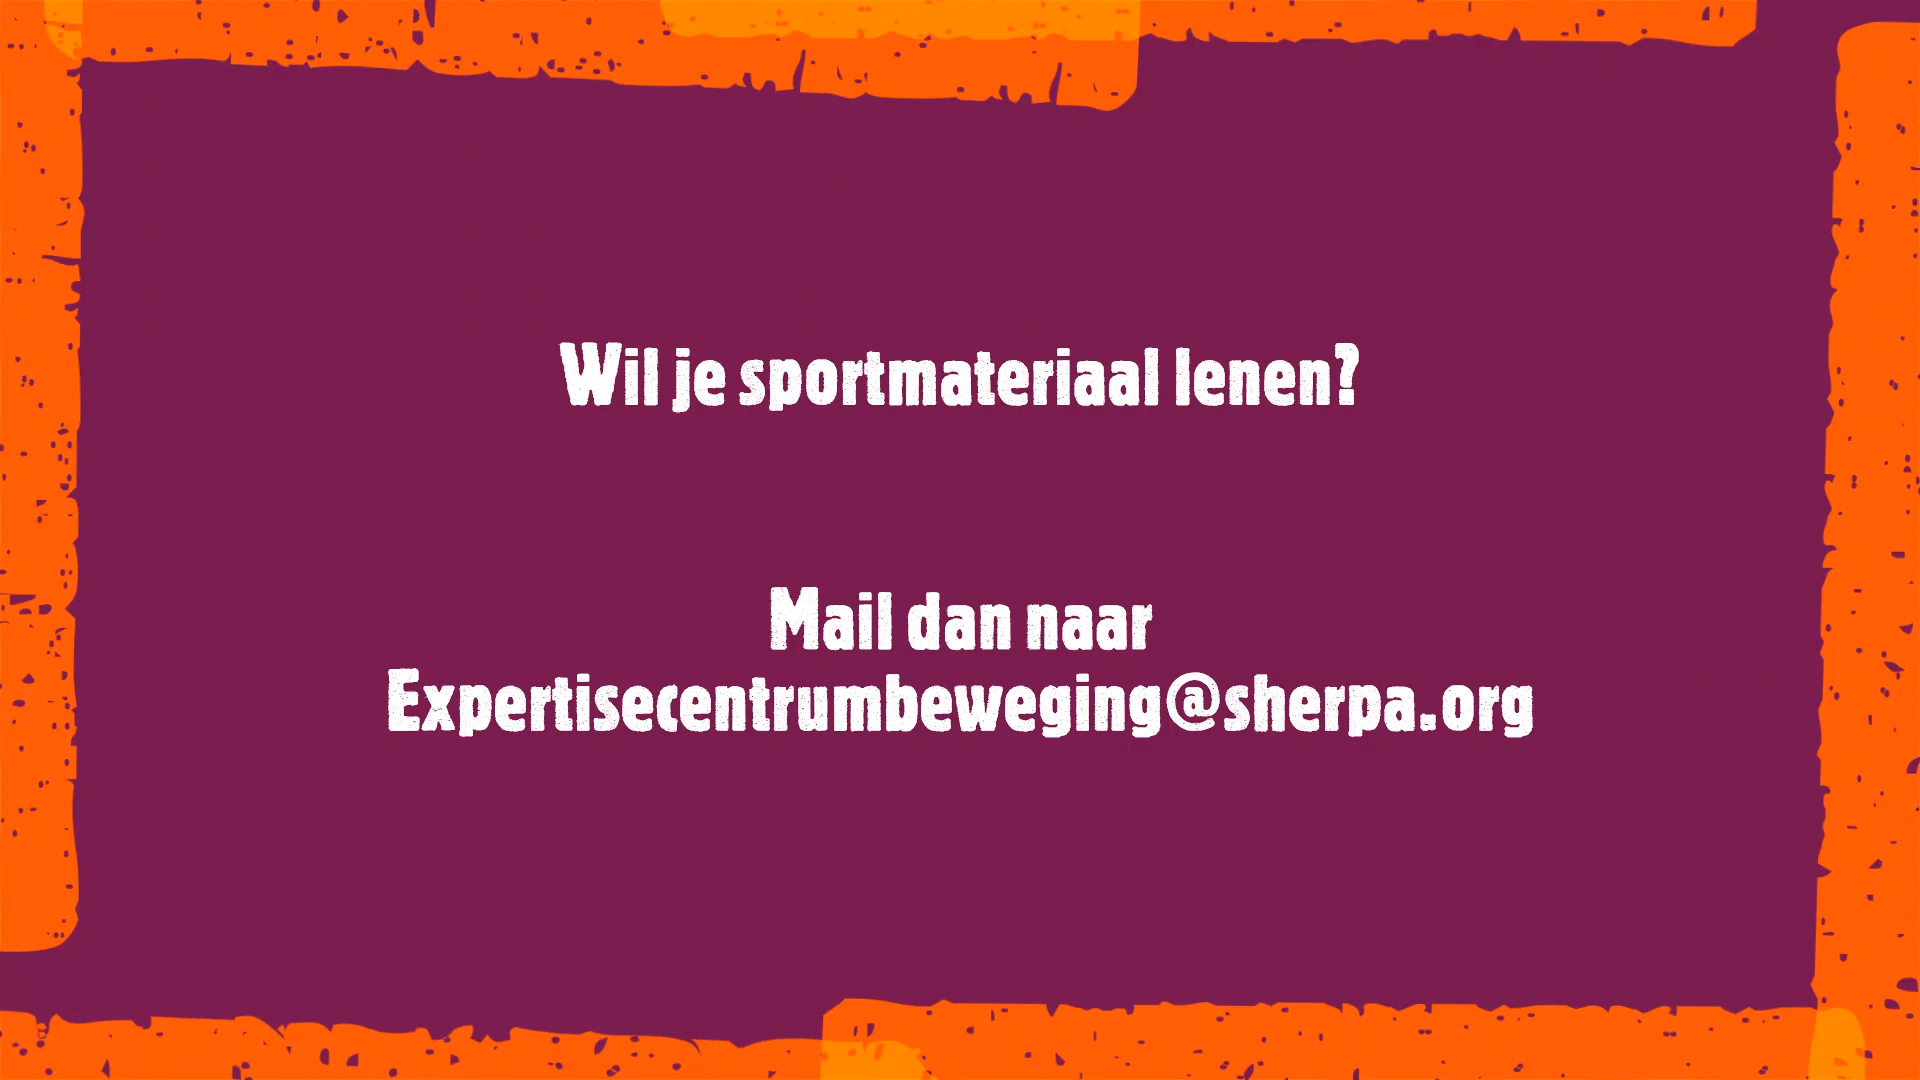 Wil je sportmateriaal lenen?
Mail dan naar
Expertisecentrumbeweging@sherpa.org